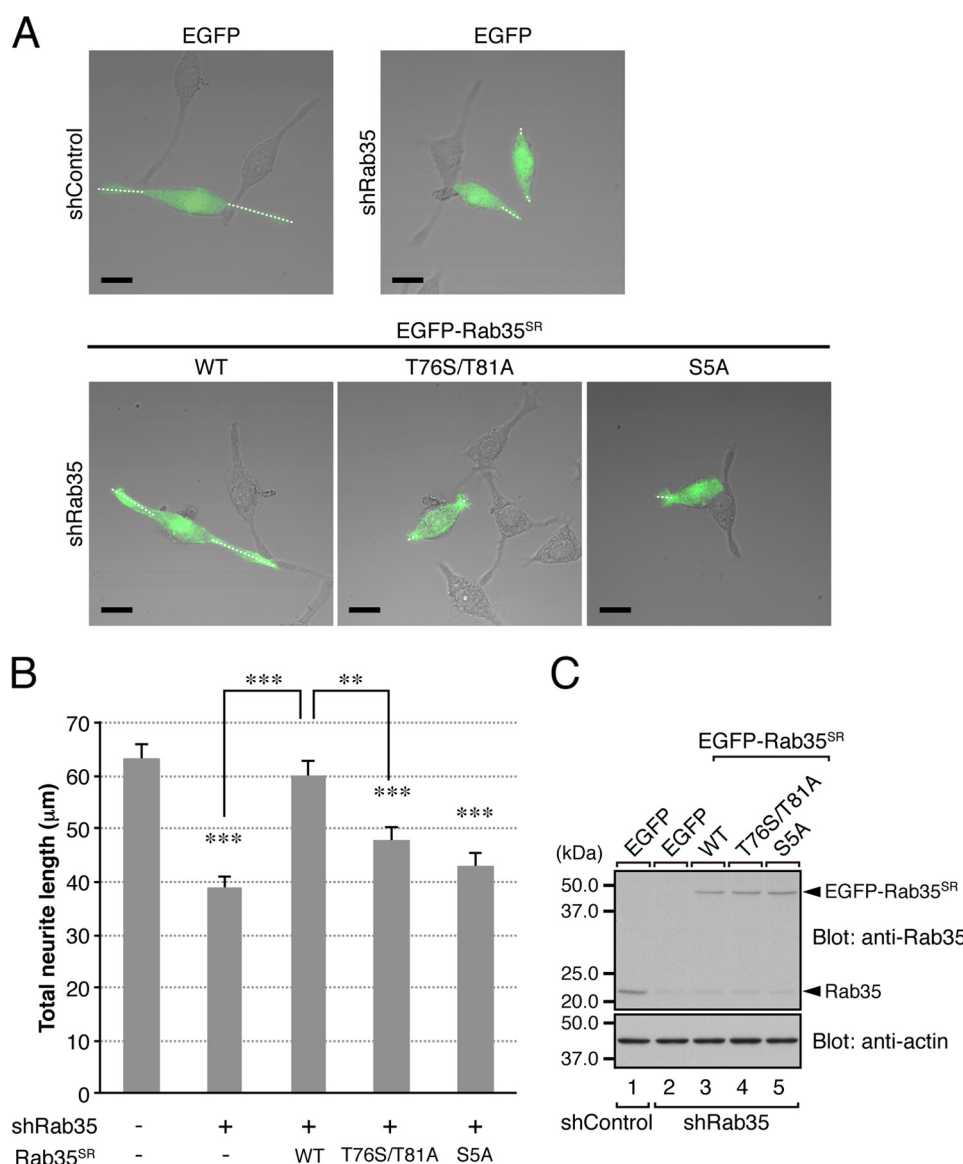 A
EGFP
EGFP
shControl
shRab35
EGFP-Rab35SR
WT T76S/T81A S5A
shRab35
B
*** **
70
60
50
40
30
20
10
0
Total neurite length (μm)
*** *** ***
shRab35 - + + + +
Rab35SR - - WT T76S/T81A S5A
C
EGFP-Rab35SR
EGFP EGFP WT T76S/T81A S5A
(kDa)
50.0
37.0
25.0
20.0
EGFP-Rab35SR
Blot: anti-Rab35
Rab35
50.0
37.0
Blot: anti-actin
1 2 3 4 5
shControl shRab35